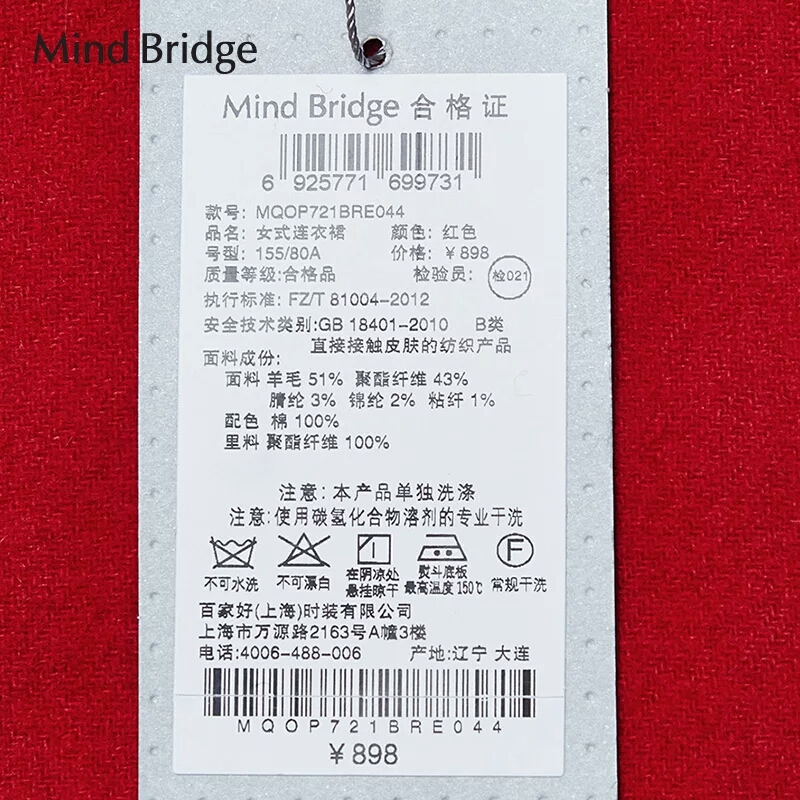 Mind Bridge
Mind Bridge 合格证
6 925771 699731
款号: MQOP721BRE044
品名: 女式连衣裙 颜色: 红色
号型: 155/80A 价格: ¥898
质量等级:合格品 检验员: 检021
执行标准: FZ/T 81004-2012
安全技术类别:GB 18401-2010 B类
直接接触皮肤的纺织产品
面料成份:
面料 羊毛 51% 聚酯纤维 43%
腈纶 3% 锦纶 2% 粘纤 1%
配色 棉 100%
里料 聚酯纤维 100%
注意: 本产品单独洗涤
注意: 使用碳氢化合物溶剂的专业干洗
F
不可水洗 不可漂白 在阴凉处 熨斗底板 常规干洗
悬挂晾干 最高温度150℃
百家好(上海)时装有限公司
上海市万源路2163号A幢3楼
电话:4006-488-006 产地: 辽宁 大连
MQOP721BRE044
¥898